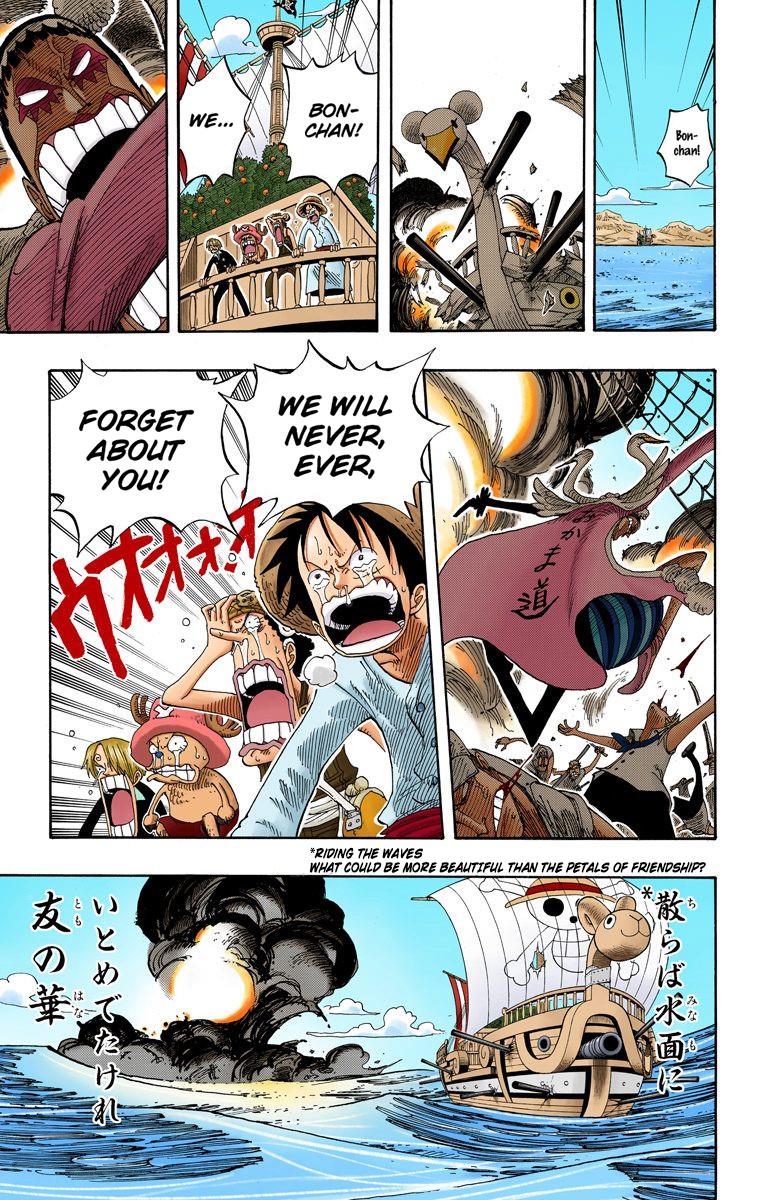 Bon-
chan!
BON-
CHAN!
WE...
おかま道
WE WILL
NEVER,
EVER,
FORGET
ABOUT
YOU!
ウオオオオ
*RIDING THE WAVES
WHAT COULD BE MORE BEAUTIFUL THAN THE PETALS OF FRIENDSHIP?
*散らば水面に
いとめでたけれ
友の華